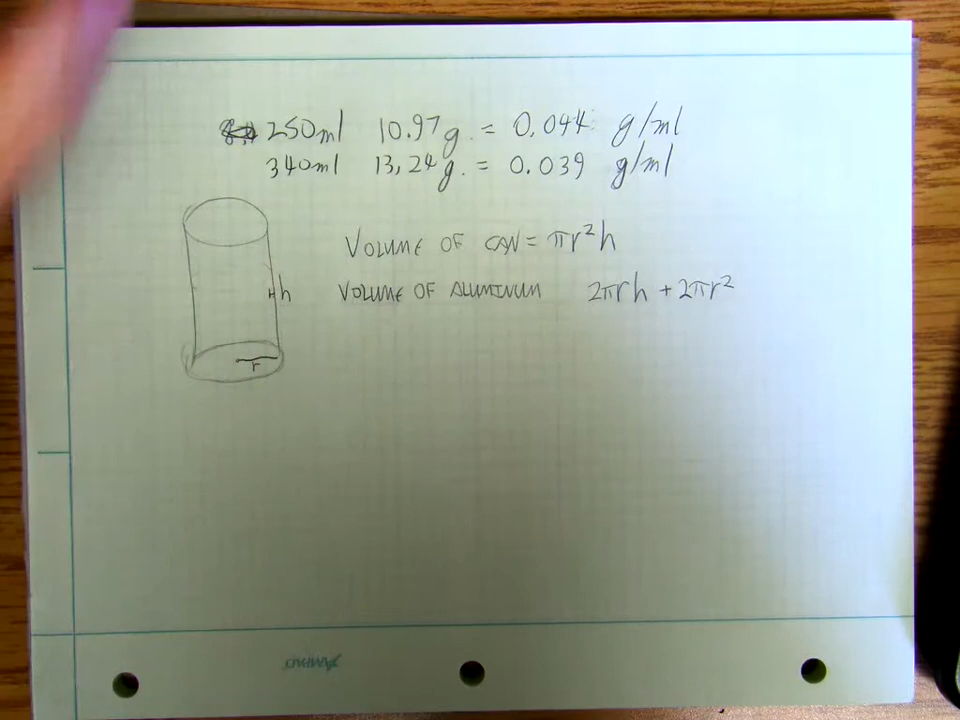 250ml 10.97g. = 0.044 g/ml
340ml 13,24g. = 0.039 g/ml
VOLUME OF CAN = πr²h
h
VOLUME OF ALUMINUM 2πrh + 2πr²
r
AMPAD